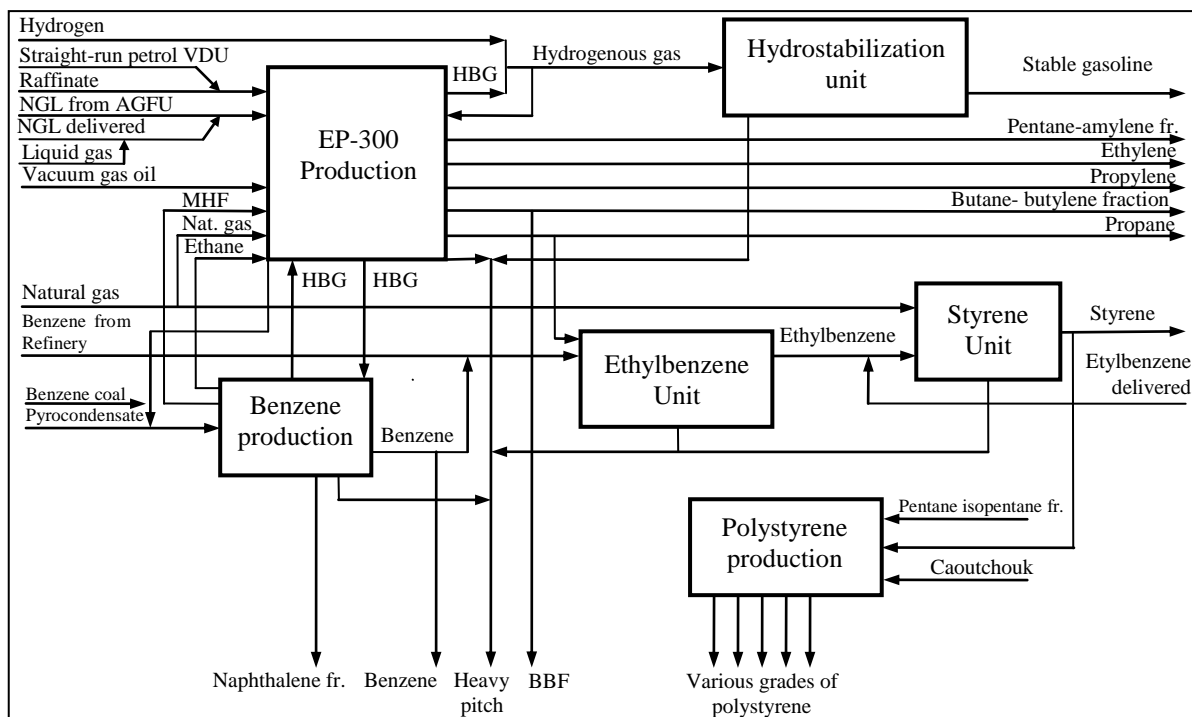 Hydrogen
Straight-run petrol VDU
Raffinate
NGL from AGFU
NGL delivered
Liquid gas
Vacuum gas oil
MHF
Nat. gas
Ethane
EP-300
Production
HBG
Hydrogenous gas
Hydrostabilization
unit
Stable gasoline
Pentane-amylene fr.
Ethylene
Propylene
Butane- butylene fraction
Propane
HBG
HBG
Natural gas
Benzene from
Refinery
Benzene coal
Pyrocondensate
Benzene
production
Benzene
Ethylbenzene
Unit
Ethylbenzene
Styrene
Unit
Styrene
Etylbenzene
delivered
Polystyrene
production
Pentane isopentane fr.
Caoutchouk
Naphthalene fr.
Benzene
Heavy
pitch
BBF
Various grades of
polystyrene